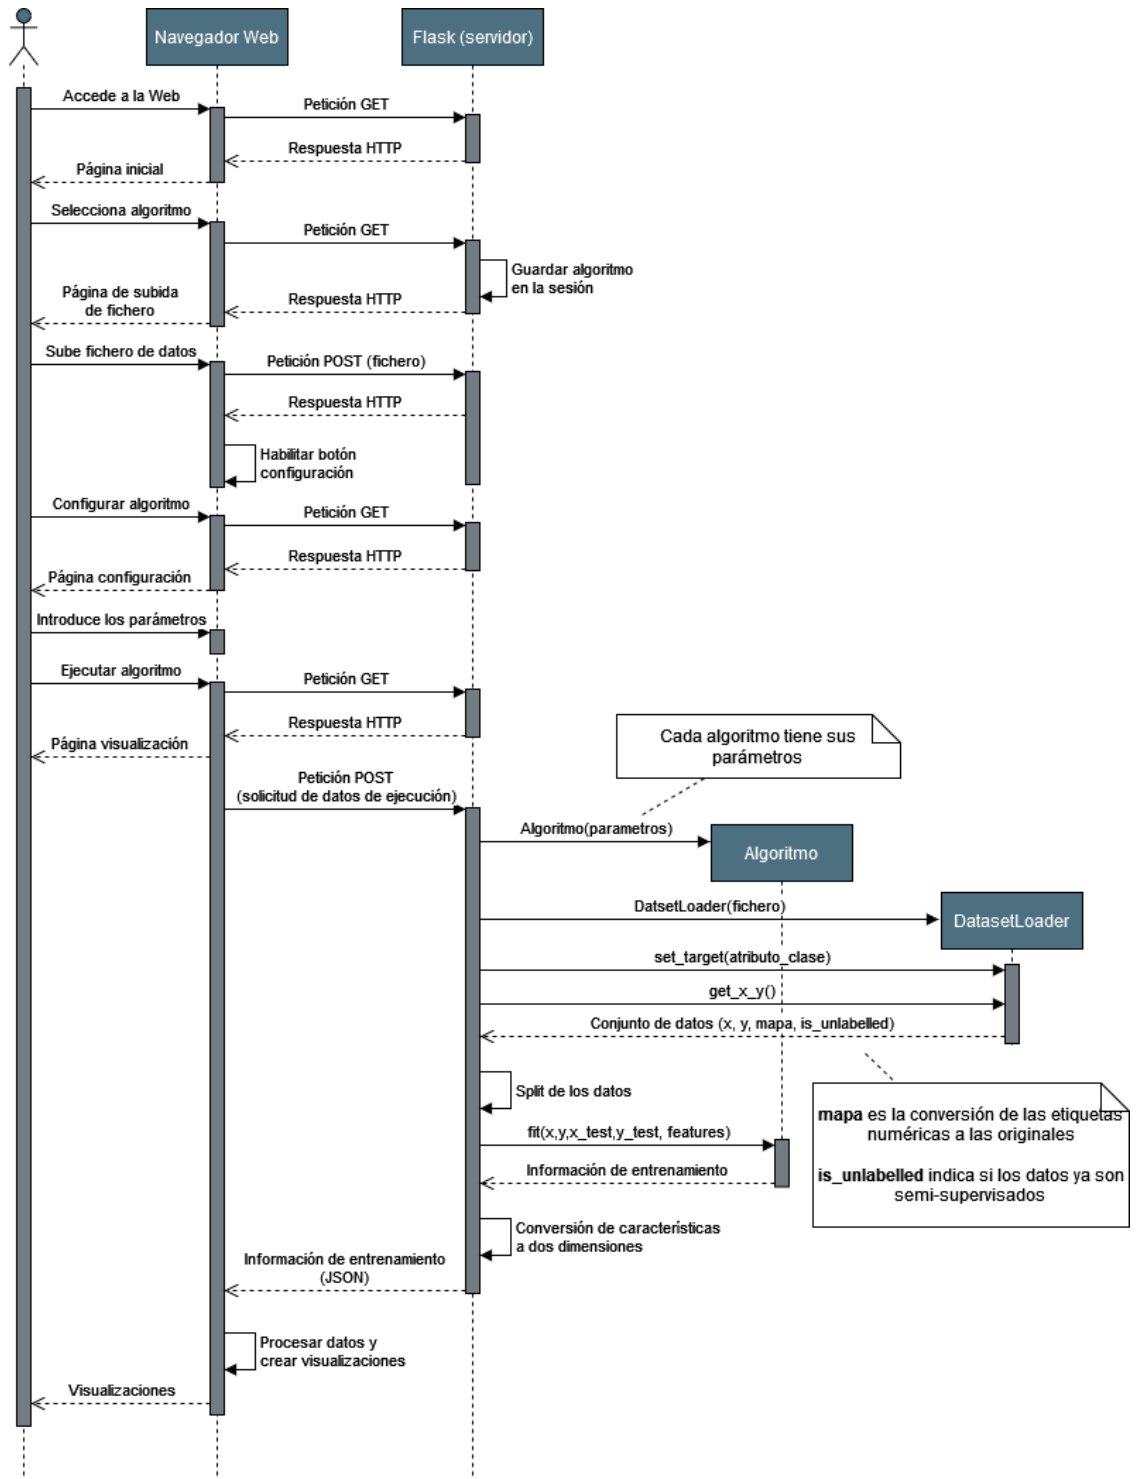 Navegador Web
Flask (servidor)
Accede a la Web
Petición GET
Respuesta HTTP
Página inicial
Selecciona algoritmo
Petición GET
Guardar algoritmo
en la sesión
Respuesta HTTP
Página de subida
de fichero
Sube fichero de datos
Petición POST (fichero)
Respuesta HTTP
Habilitar botón
configuración
Configurar algoritmo
Petición GET
Respuesta HTTP
Página configuración
Introduce los parámetros
Ejecutar algoritmo
Petición GET
Respuesta HTTP
Página visualización
Cada algoritmo tiene sus
parámetros
Petición POST
(solicitud de datos de ejecución)
Algoritmo(parametros)
Algoritmo
DatsetLoader(fichero)
DatasetLoader
set_target(atributo_clase)
get_x_y()
Conjunto de datos (x, y, mapa, is_unlabelled)
Split de los datos
mapa es la conversión de las etiquetas
numéricas a las originales
is_unlabelled indica si los datos ya son
semi-supervisados
fit(x,y,x_test,y_test, features)
Información de entrenamiento
Conversión de características
a dos dimensiones
Información de entrenamiento
(JSON)
Procesar datos y
crear visualizaciones
Visualizaciones